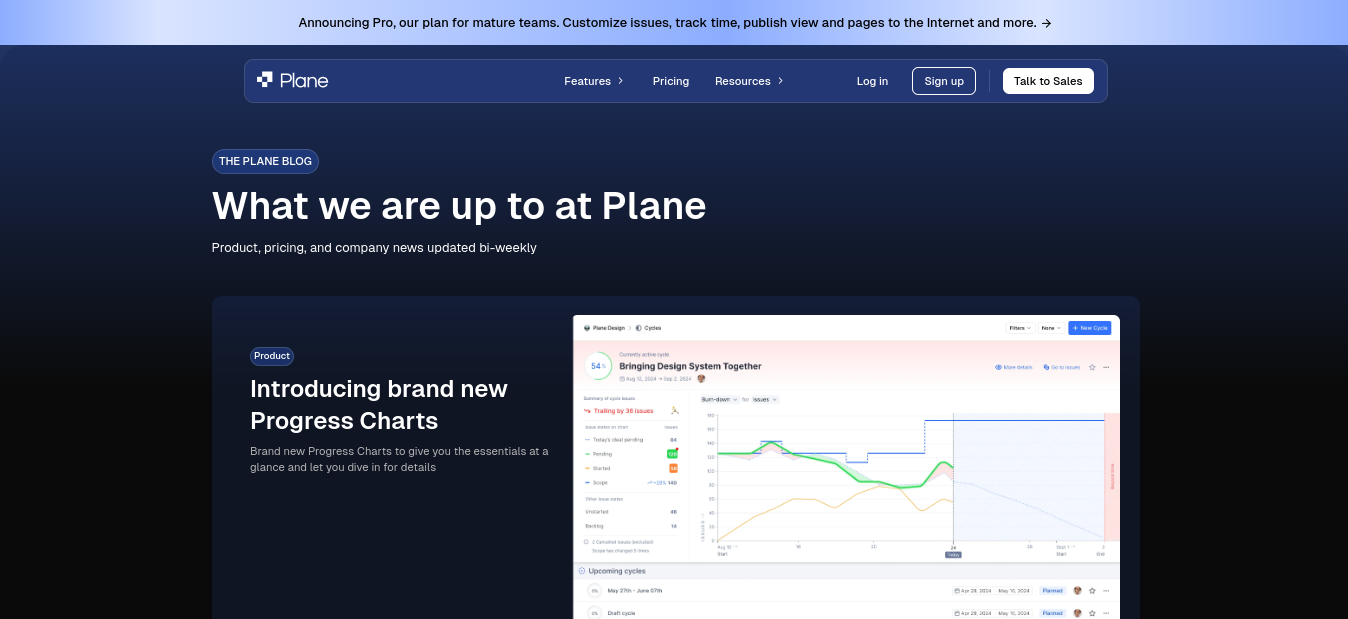 Announcing Pro, our plan for mature teams. Customize issues, track time, publish view and pages to the Internet and more. →
Plane
Features
Pricing
Resources
Log in
Sign up
Talk to Sales
THE PLANE BLOG
What we are up to at Plane
Product, pricing, and company news updated bi-weekly
Product
Introducing brand new
Progress Charts
Brand new Progress Charts to give you the essentials at a
glance and let you dive in for details
Plane Design
Cycles
Filters
None
+ New Cycle
54%
Currently active cycle
Bringing Design System Together
Aug 12, 2024 → Sep 2, 2024
More details
Go to issues
Summary of cycle issues
Trailing by 36 issues
Issue states on chart
Issues
Today's ideal pending
84
Pending
Started
Scope
140
Other issue states
Unstarted
46
Backlog
14
2 Cancelled issues (excluded)
Scope has changed 5 times
Burn-down
for
Issues
160
140
120
80
60
40
20
0
Start
16
20
24
Today
28
Start
End
Upcoming cycles
0%
May 27th - June 07th
Apr 29, 2024
May 10, 2024
Planned
0%
Draft cycle
Apr 29, 2024
May 10, 2024
Planned